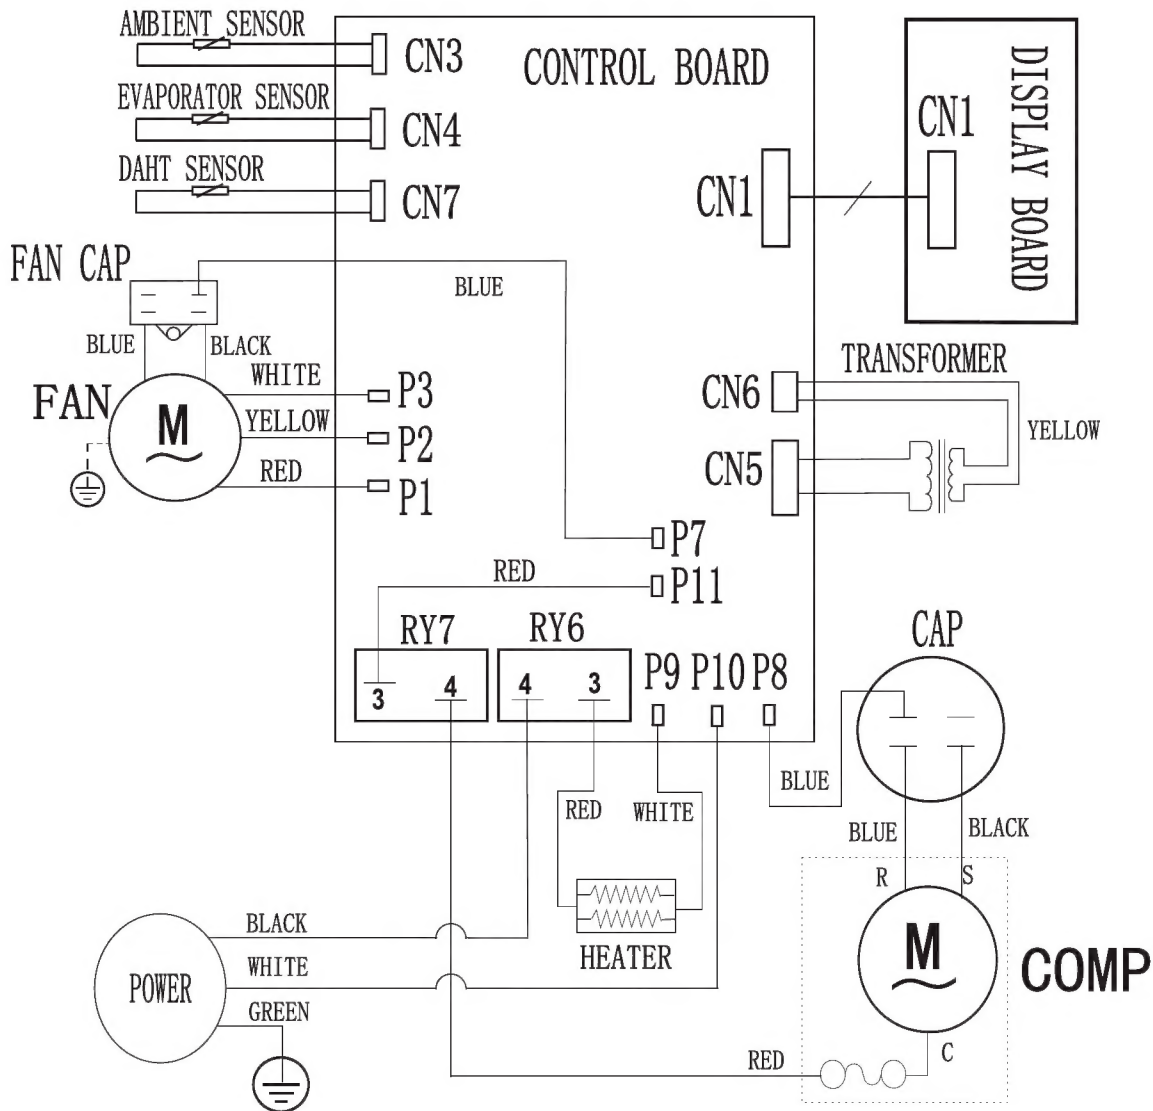 AMBIENT SENSOR
CN3
CONTROL BOARD
EVAPORATOR SENSOR
CN4
DAHT SENSOR
CN7
CN1
CN1
DISPLAY BOARD
FAN CAP
BLUE
BLUE
BLACK
WHITE
FAN
M
YELLOW
RED
P3
P2
P1
TRANSFORMER
CN6
YELLOW
CN5
P7
RED
P11
RY7
RY6
3
4
4
3
P9
P10
P8
CAP
BLUE
RED
WHITE
BLUE
BLACK
R
S
M
COMP
HEATER
BLACK
POWER
WHITE
GREEN
RED
C